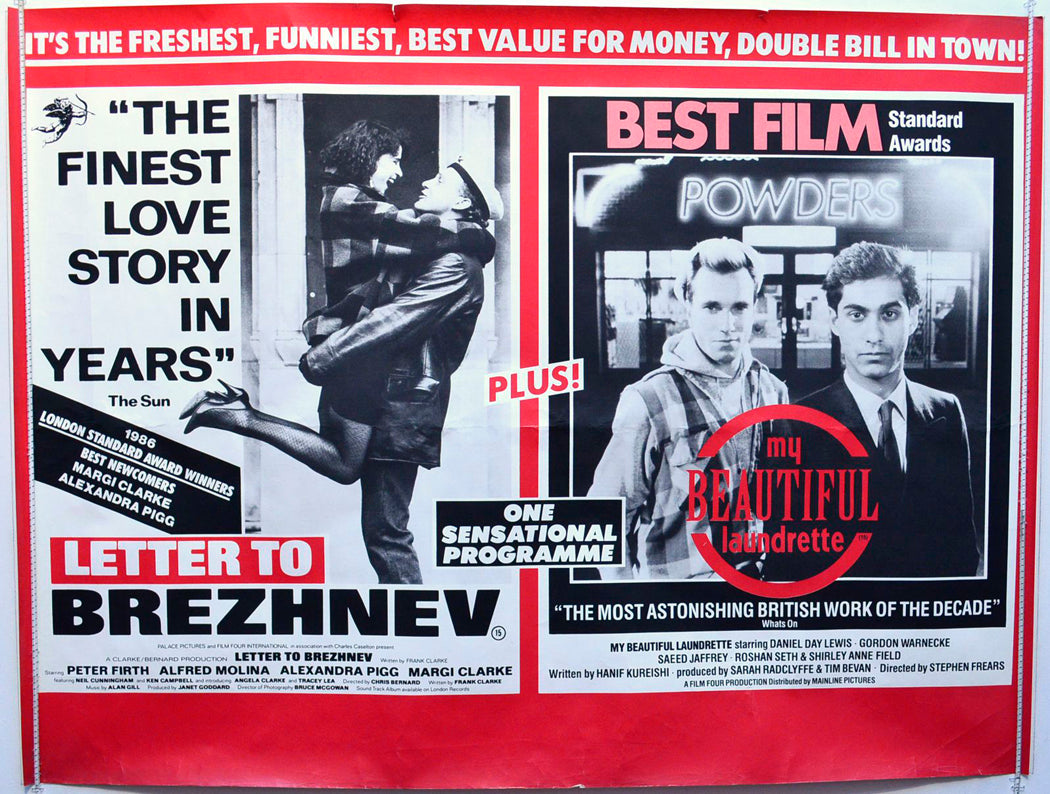 IT'S THE FRESHEST, FUNNIEST, BEST VALUE FOR MONEY, DOUBLE BILL IN TOWN!
"THE
FINEST
LOVE
STORY
IN
YEARS"
The Sun
1986
LONDON STANDARD AWARD WINNERS
BEST NEWCOMERS
MARGI CLARKE
ALEXANDRA PIGG
LETTER TO
BREZHNEV
15
PALACE PICTURES and FILM FOUR INTERNATIONAL in association with Charles Caselton present
A CLARKE/BERNARD PRODUCTION LETTER TO BREZHNEV Written by FRANK CLARKE
Starring PETER FIRTH ALFRED MOLINA ALEXANDRA PIGG MARGI CLARKE
featuring NEIL CUNNINGHAM and KEN CAMPBELL and introducing ANGELA CLARKE and TRACEY LEA Directed by CHRIS BERNARD Written by FRANK CLARKE
Music by ALAN GILL Produced by JANET GODDARD Director of Photography BRUCE McGOWAN Sound Track Album available on London Records
PLUS!
ONE
SENSATIONAL
PROGRAMME
BEST FILM Standard
Awards
POWDERS
my
BEAUTIFUL
laundrette
"THE MOST ASTONISHING BRITISH WORK OF THE DECADE"
Whats On
MY BEAUTIFUL LAUNDRETTE starring DANIEL DAY LEWIS · GORDON WARNECKE
SAEED JAFFREY · ROSHAN SETH & SHIRLEY ANNE FIELD
Written by HANIF KUREISHI · produced by SARAH RADCLYFFE & TIM BEVAN · Directed by STEPHEN FREARS
A FILM FOUR PRODUCTION Distributed by MAINLINE PICTURES